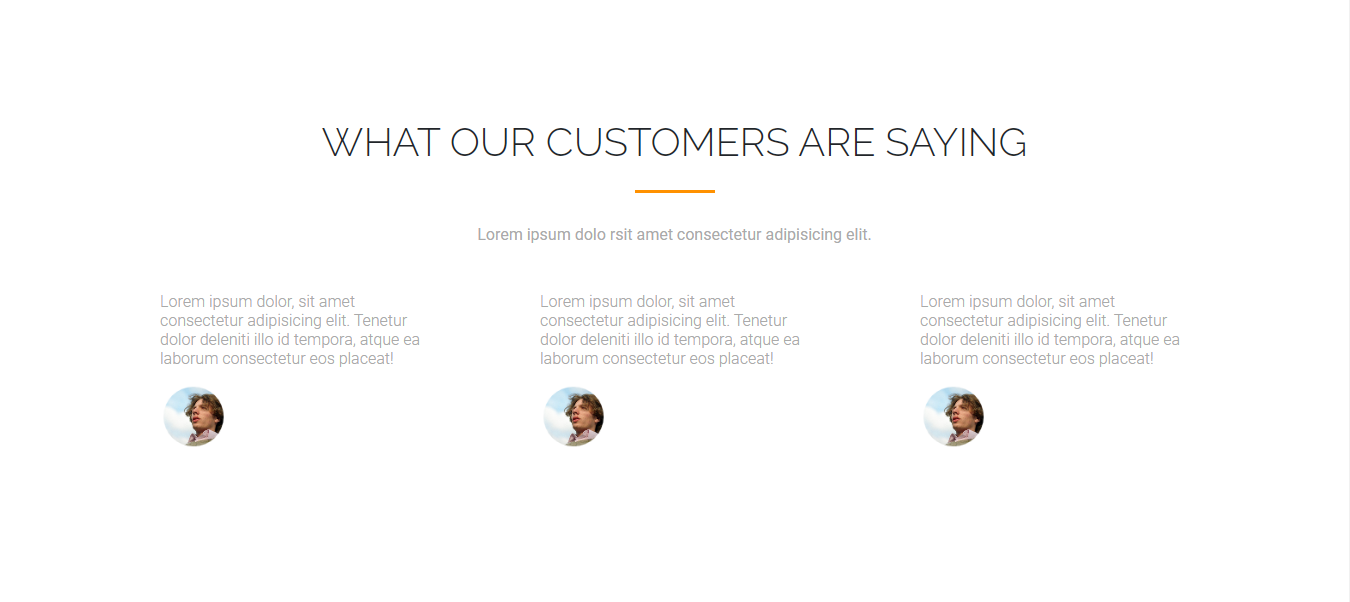 WHAT OUR CUSTOMERS ARE SAYING
Lorem ipsum dolo rsit amet consectetur adipisicing elit.
Lorem ipsum dolor, sit amet
consectetur adipisicing elit. Tenetur
dolor deleniti illo id tempora, atque ea
laborum consectetur eos placeat!
Lorem ipsum dolor, sit amet
consectetur adipisicing elit. Tenetur
dolor deleniti illo id tempora, atque ea
laborum consectetur eos placeat!
Lorem ipsum dolor, sit amet
consectetur adipisicing elit. Tenetur
dolor deleniti illo id tempora, atque ea
laborum consectetur eos placeat!